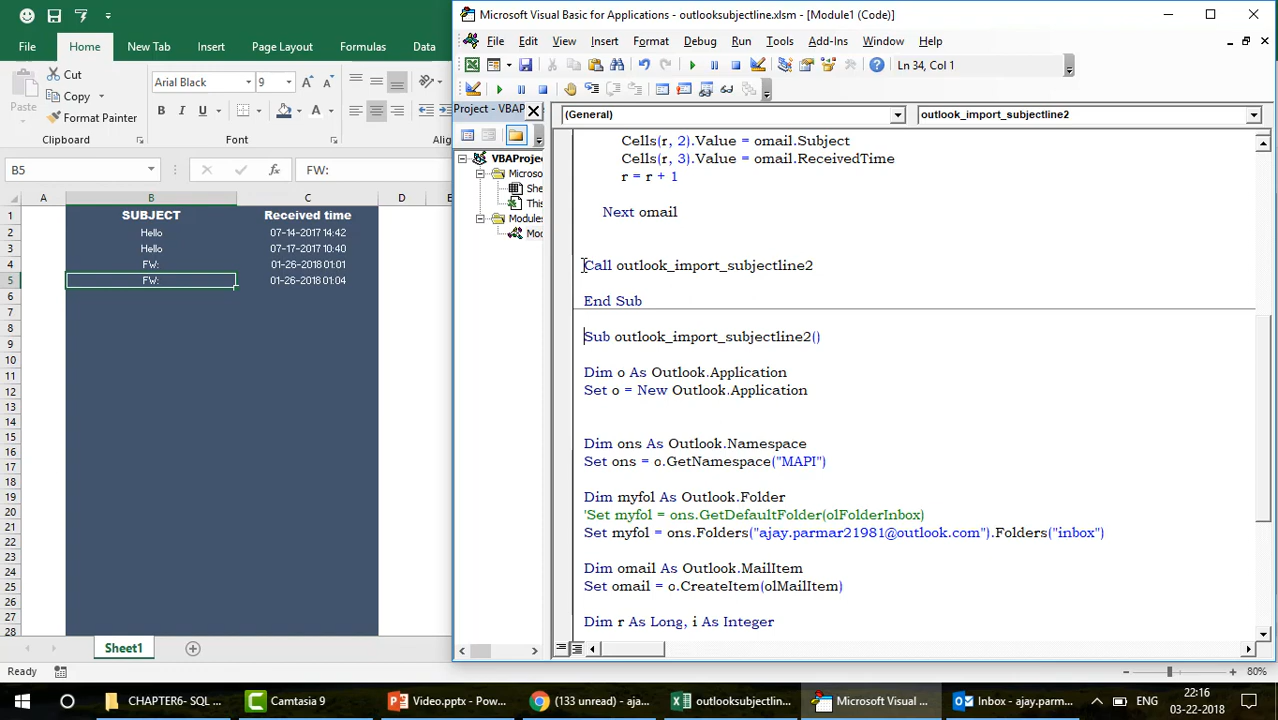 File Home New Tab Insert Page Layout Formulas Data
Cut
Copy
Format Painter
Paste
Clipboard
Arial Black 9 A A
B I U A
Font
Alig
B5 FW:
A B C D E
1 SUBJECT Received time
2 Hello 07-14-2017 14:42
3 Hello 07-17-2017 10:40
4 FW: 01-26-2018 01:01
5 FW: 01-26-2018 01:04
6
7
8
9
10
11
12
13
14
15
16
17
18
19
20
21
22
23
24
25
26
27
28
Sheet1
Ready
80%
Microsoft Visual Basic for Applications - outlooksubjectline.xlsm - [Module1 (Code)]
File Edit View Insert Format Debug Run Tools Add-Ins Window Help
Ln 34, Col 1
Project - VBAP
VBAProje
Microso
She
This
Modules
Mod
(General) outlook_import_subjectline2
Cells(r, 2).Value = omail.Subject
Cells(r, 3).Value = omail.ReceivedTime
r = r + 1
Next omail
Call outlook_import_subjectline2
End Sub
Sub outlook_import_subjectline2()
Dim o As Outlook.Application
Set o = New Outlook.Application
Dim ons As Outlook.Namespace
Set ons = o.GetNamespace("MAPI")
Dim myfol As Outlook.Folder
'Set myfol = ons.GetDefaultFolder(olFolderInbox)
Set myfol = ons.Folders("ajay.parmar21981@outlook.com").Folders("inbox")
Dim omail As Outlook.MailItem
Set omail = o.CreateItem(olMailItem)
Dim r As Long, i As Integer
CHAPTER6- SQL ...
Camtasia 9
Video.pptx - Pow...
(133 unread) - aja...
outlooksubjectline...
Microsoft Visual ...
Inbox - ajay.parm...
ENG
22:16
03-22-2018